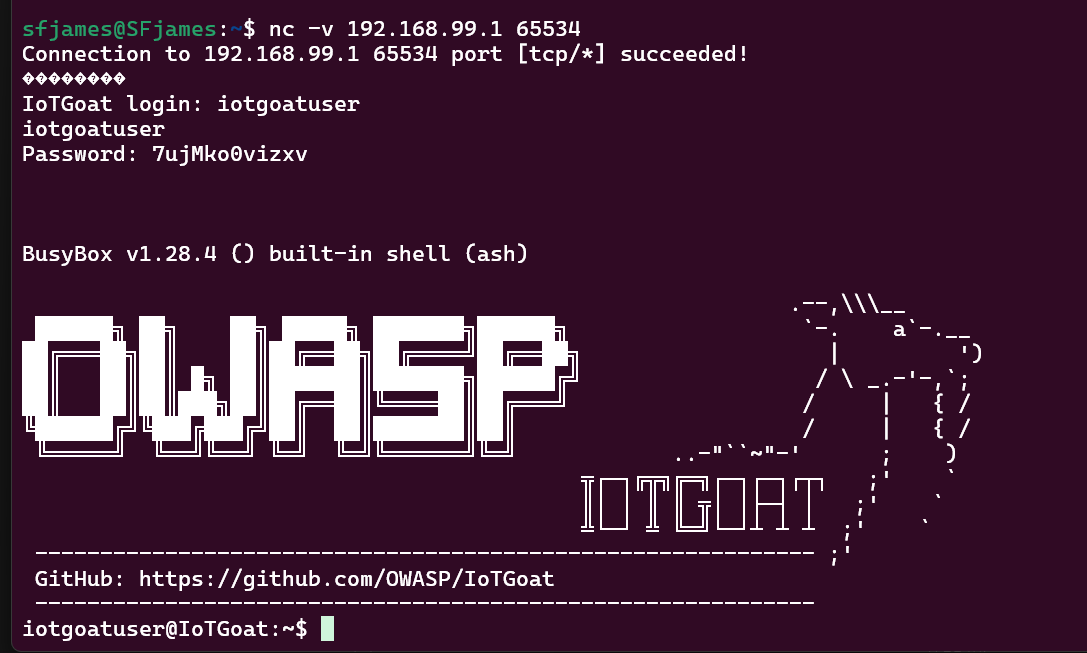 sfjames@SFjames:~$ nc -v 192.168.99.1 65534
Connection to 192.168.99.1 65534 port [tcp/*] succeeded!
��������
IoTGoat login: iotgoatuser
iotgoatuser
Password: 7ujMko0vizxv
BusyBox v1.28.4 () built-in shell (ash)
OWASP
IOTGOAT
------------------------------------------------------------
GitHub: https://github.com/OWASP/IoTGoat
------------------------------------------------------------
iotgoatuser@IoTGoat:~$